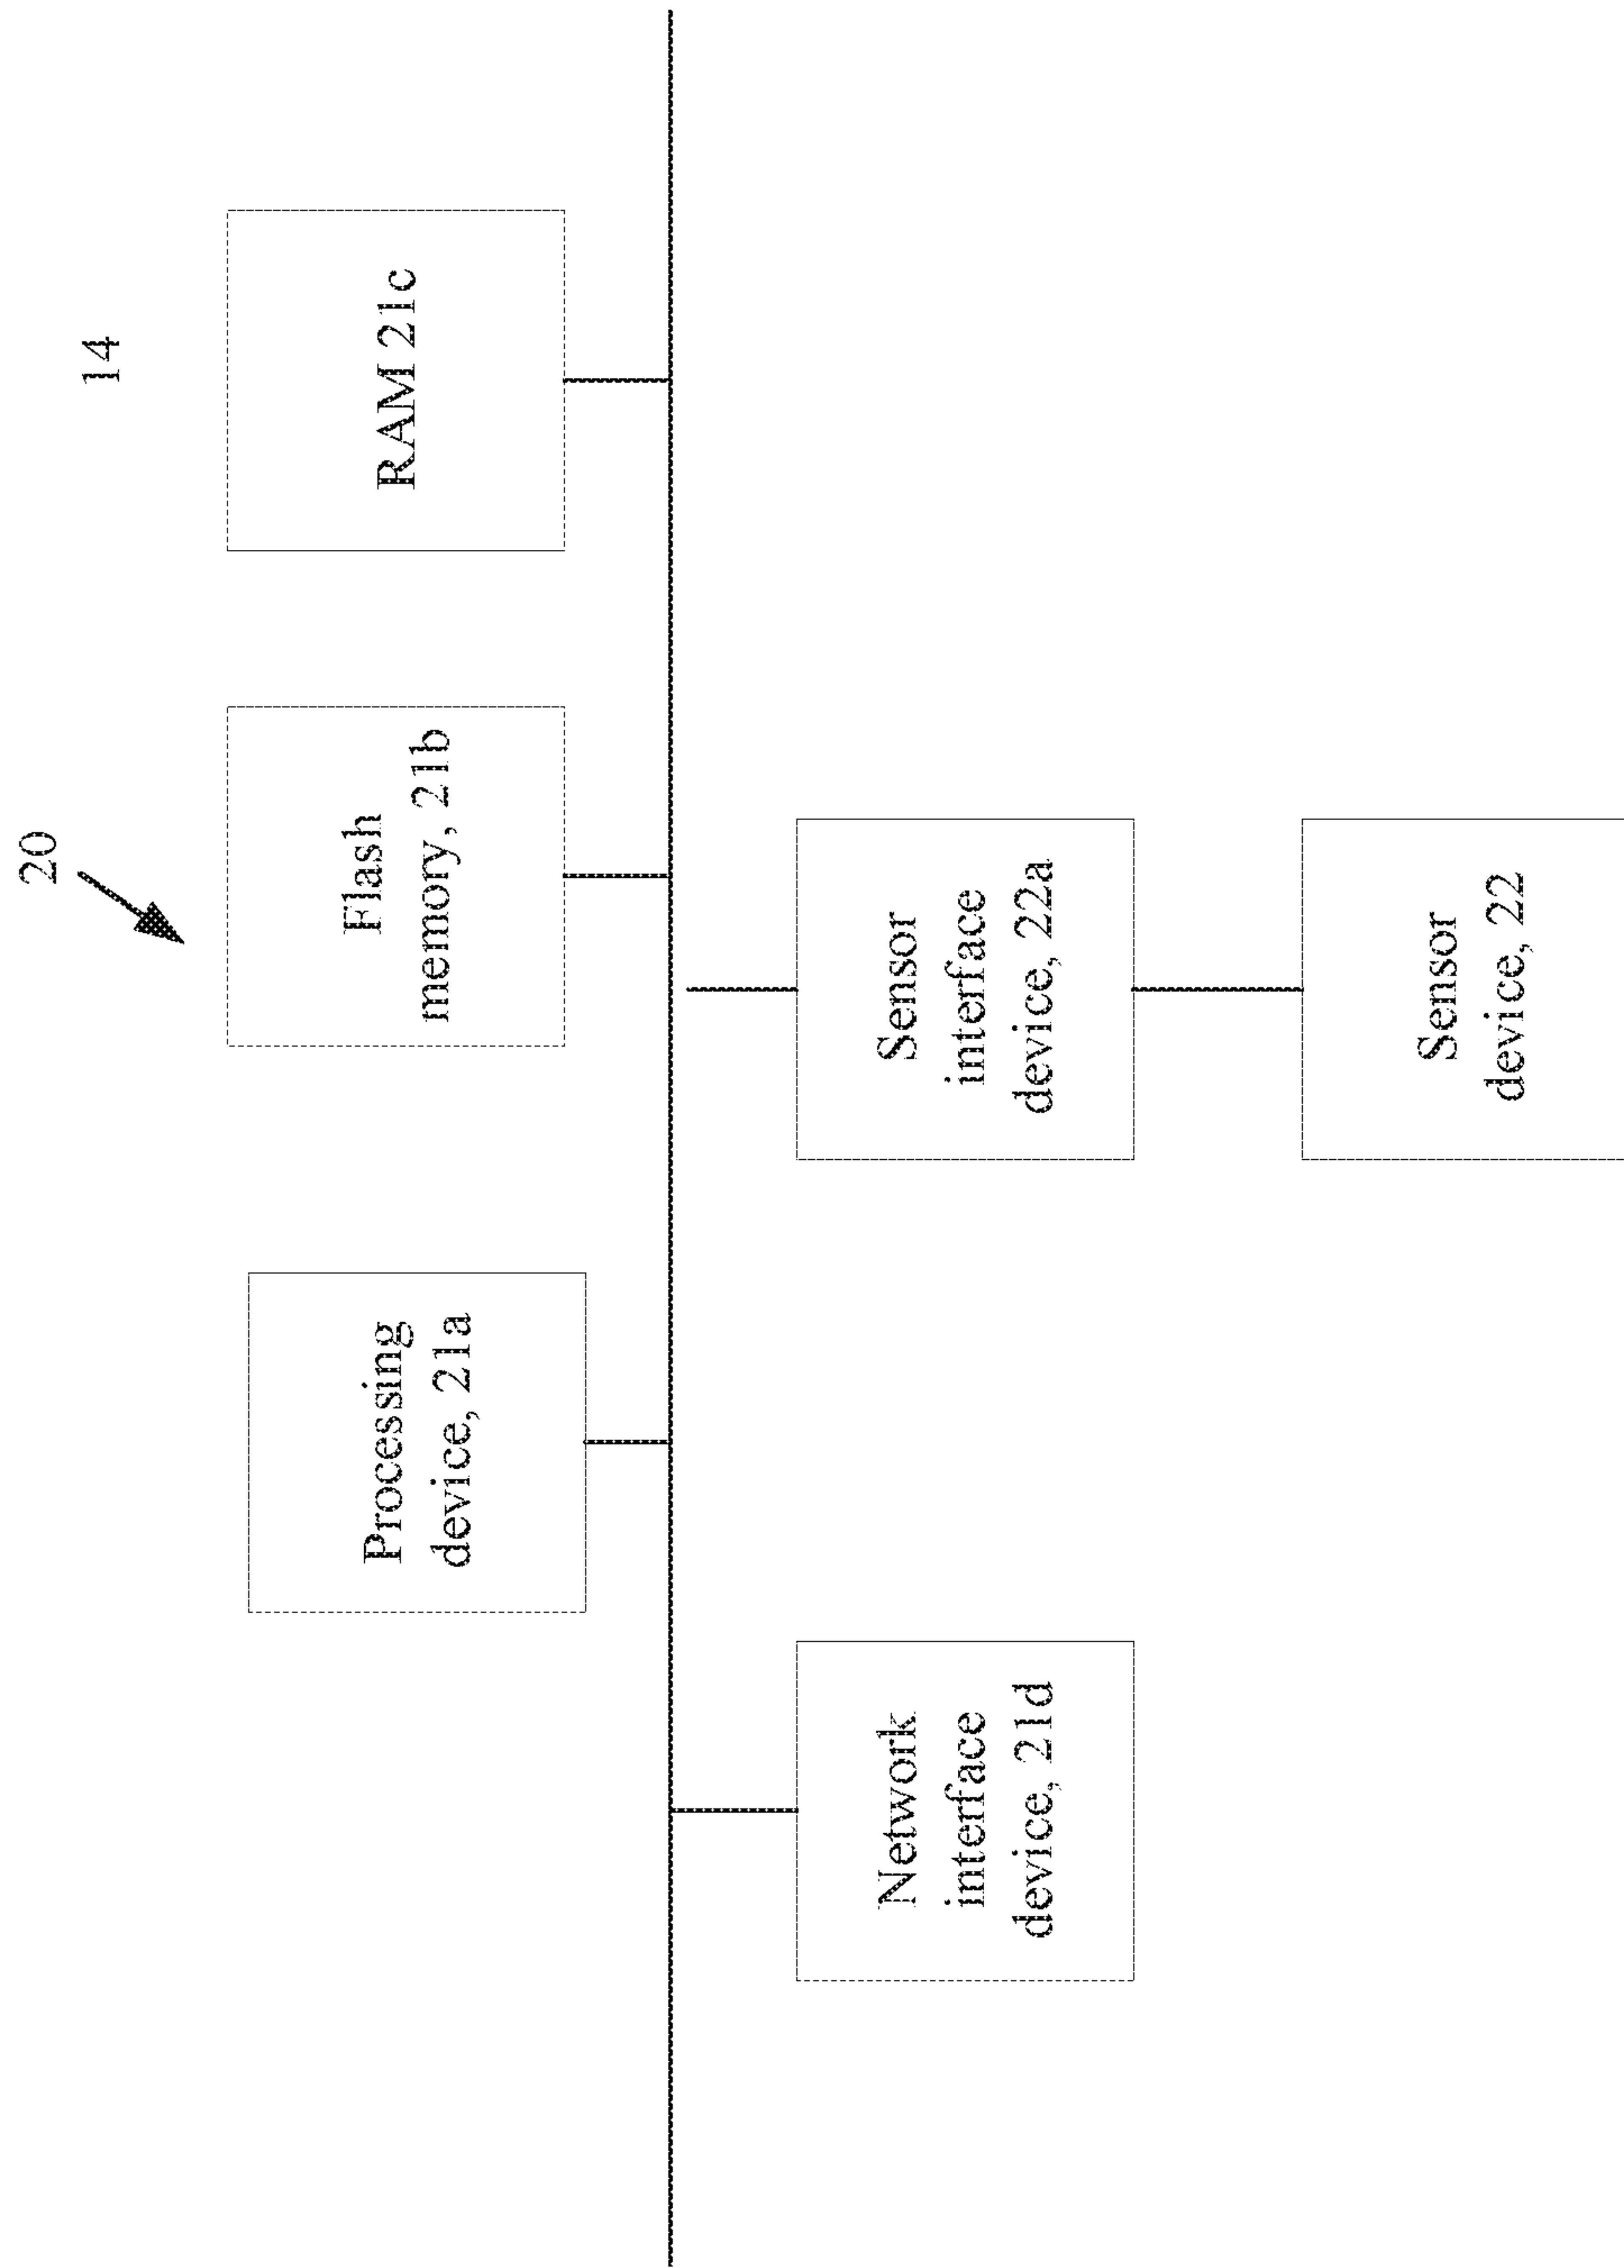 20
14
Processing
device, 21a
Flash
memory, 21b
RAM 21c
Network
interface
device, 21d
Sensor
interface
device, 22a
Sensor
device, 22